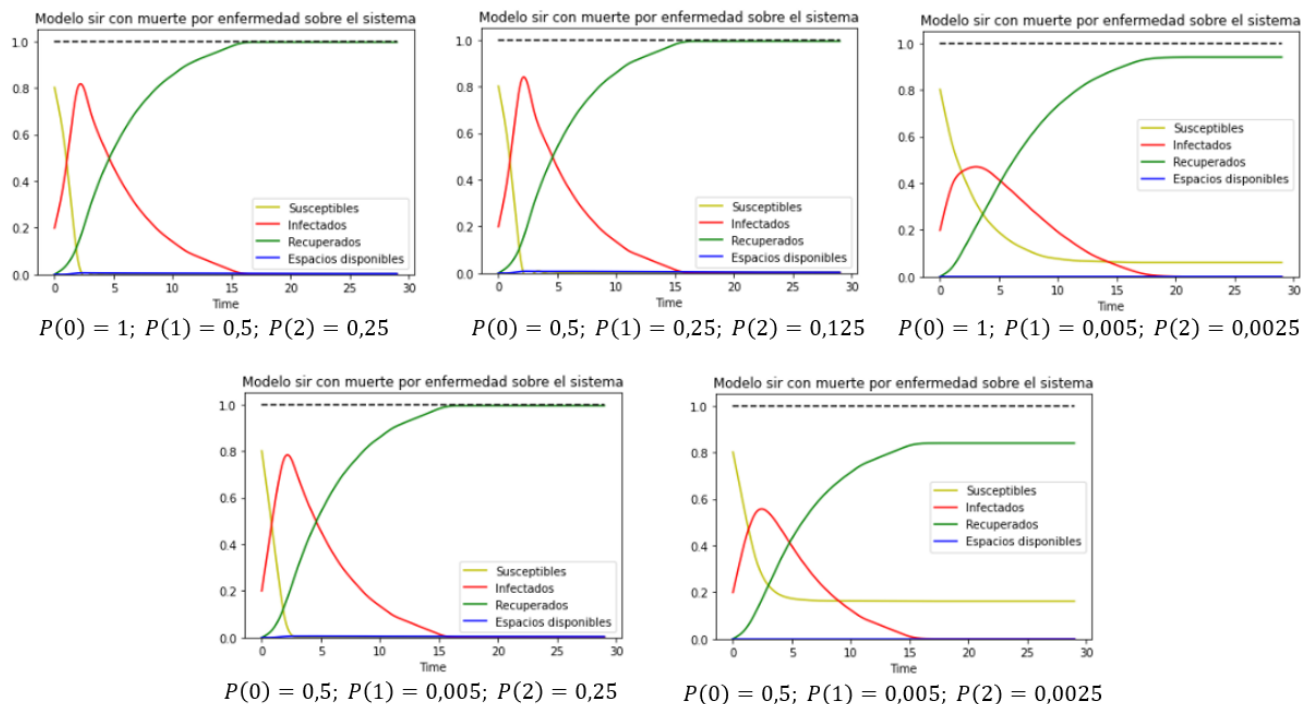 Modelo sir con muerte por enfermedad sobre el sistema
1.0
0.8
0.6
0.4
0.2
0.0
Susceptibles
Infectados
Recuperados
Espacios disponibles
0 5 10 15 20 25 30
Time
P(0) = 1; P(1) = 0,5; P(2) = 0,25
Modelo sir con muerte por enfermedad sobre el sistema
1.0
0.8
0.6
0.4
0.2
0.0
Susceptibles
Infectados
Recuperados
Espacios disponibles
0 5 10 15 20 25 30
Time
P(0) = 0,5; P(1) = 0,25; P(2) = 0,125
Modelo sir con muerte por enfermedad sobre el sistema
1.0
0.8
0.6
0.4
0.2
0.0
Susceptibles
Infectados
Recuperados
Espacios disponibles
0 5 10 15 20 25 30
Time
P(0) = 1; P(1) = 0,005; P(2) = 0,0025
Modelo sir con muerte por enfermedad sobre el sistema
1.0
0.8
0.6
0.4
0.2
0.0
Susceptibles
Infectados
Recuperados
Espacios disponibles
0 5 10 15 20 25 30
Time
P(0) = 0,5; P(1) = 0,005; P(2) = 0,25
Modelo sir con muerte por enfermedad sobre el sistema
1.0
0.8
0.6
0.4
0.2
0.0
Susceptibles
Infectados
Recuperados
Espacios disponibles
0 5 10 15 20 25 30
Time
P(0) = 0,5; P(1) = 0,005; P(2) = 0,0025